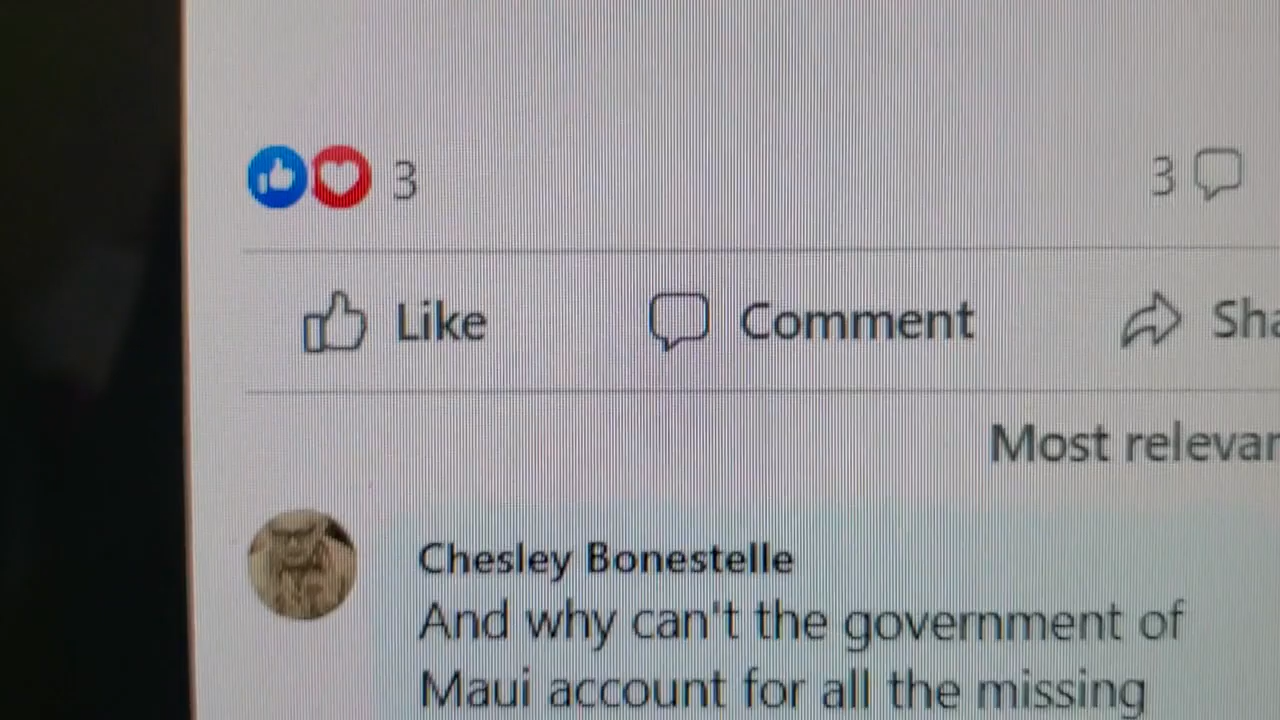 3 3
Like Comment Sha
Most relevan
Chesley Bonestelle
And why can't the government of
Maui account for all the missing